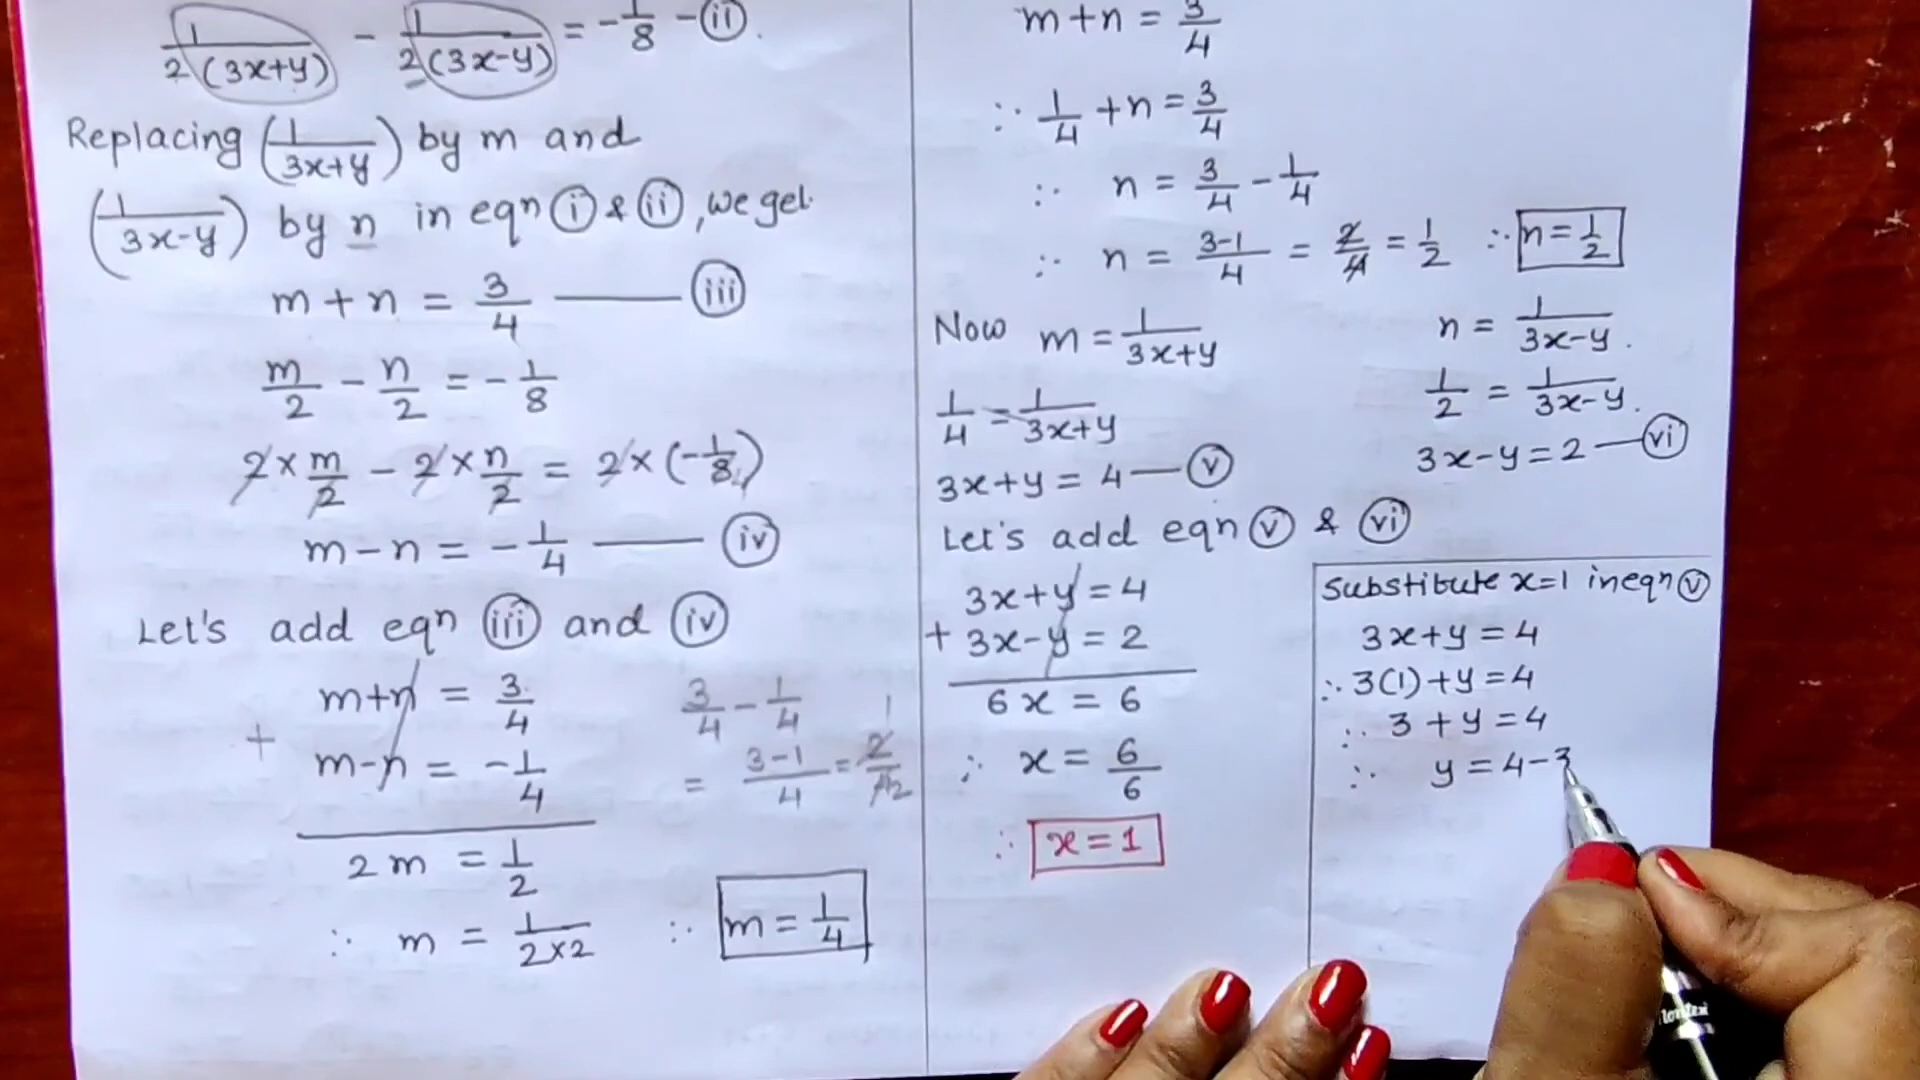 1/2(3x+y) - 1/2(3x-y) = -1/8 - (ii).
Replacing (1/3x+y) by m and
(1/3x-y) by n in eqn (i) & (ii), we get.
m + n = 3/4 — (iii)
m/2 - n/2 = -1/8
2 × m/2 - 2 × n/2 = 2 × (-1/8)
m - n = -1/4 — (iv)
Let's add eqn (iii) and (iv)
m+n = 3/4
+ m-n = -1/4
2m = 1/2
∴ m = 1/2×2 ∴ m = 1/4
3/4 - 1/4
= 3-1/4 = 2/4 1 2
m+n = 3/4
∴ 1/4 + n = 3/4
∴ n = 3/4 - 1/4
∴ n = 3-1/4 = 2/4 = 1/2 ∴ n = 1/2
Now m = 1/3x+y
1/4 = 1/3x+y
3x+y = 4 — (v)
n = 1/3x-y.
1/2 = 1/3x-y.
3x-y = 2 — (vi)
Let's add eqn (v) & (vi)
3x+y = 4
+ 3x-y = 2
6x = 6
∴ x = 6/6
∴ x = 1
Substitute x=1 in eqn (v)
3x+y = 4
∴ 3(1)+y = 4
∴ 3+y = 4
∴ y = 4-3